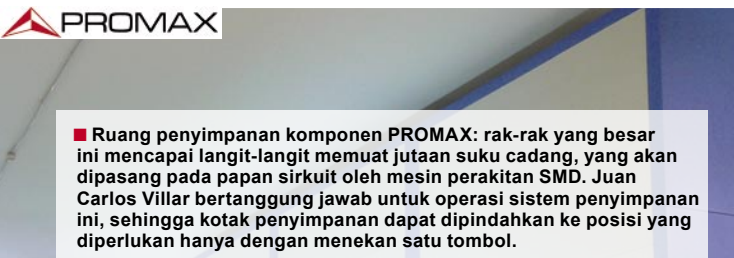 PROMAX
■ Ruang penyimpanan komponen PROMAX: rak-rak yang besar
ini mencapai langit-langit memuat jutaan suku cadang, yang akan
dipasang pada papan sirkuit oleh mesin perakitan SMD. Juan
Carlos Villar bertanggung jawab untuk operasi sistem penyimpanan
ini, sehingga kotak penyimpanan dapat dipindahkan ke posisi yang
diperlukan hanya dengan menekan satu tombol.